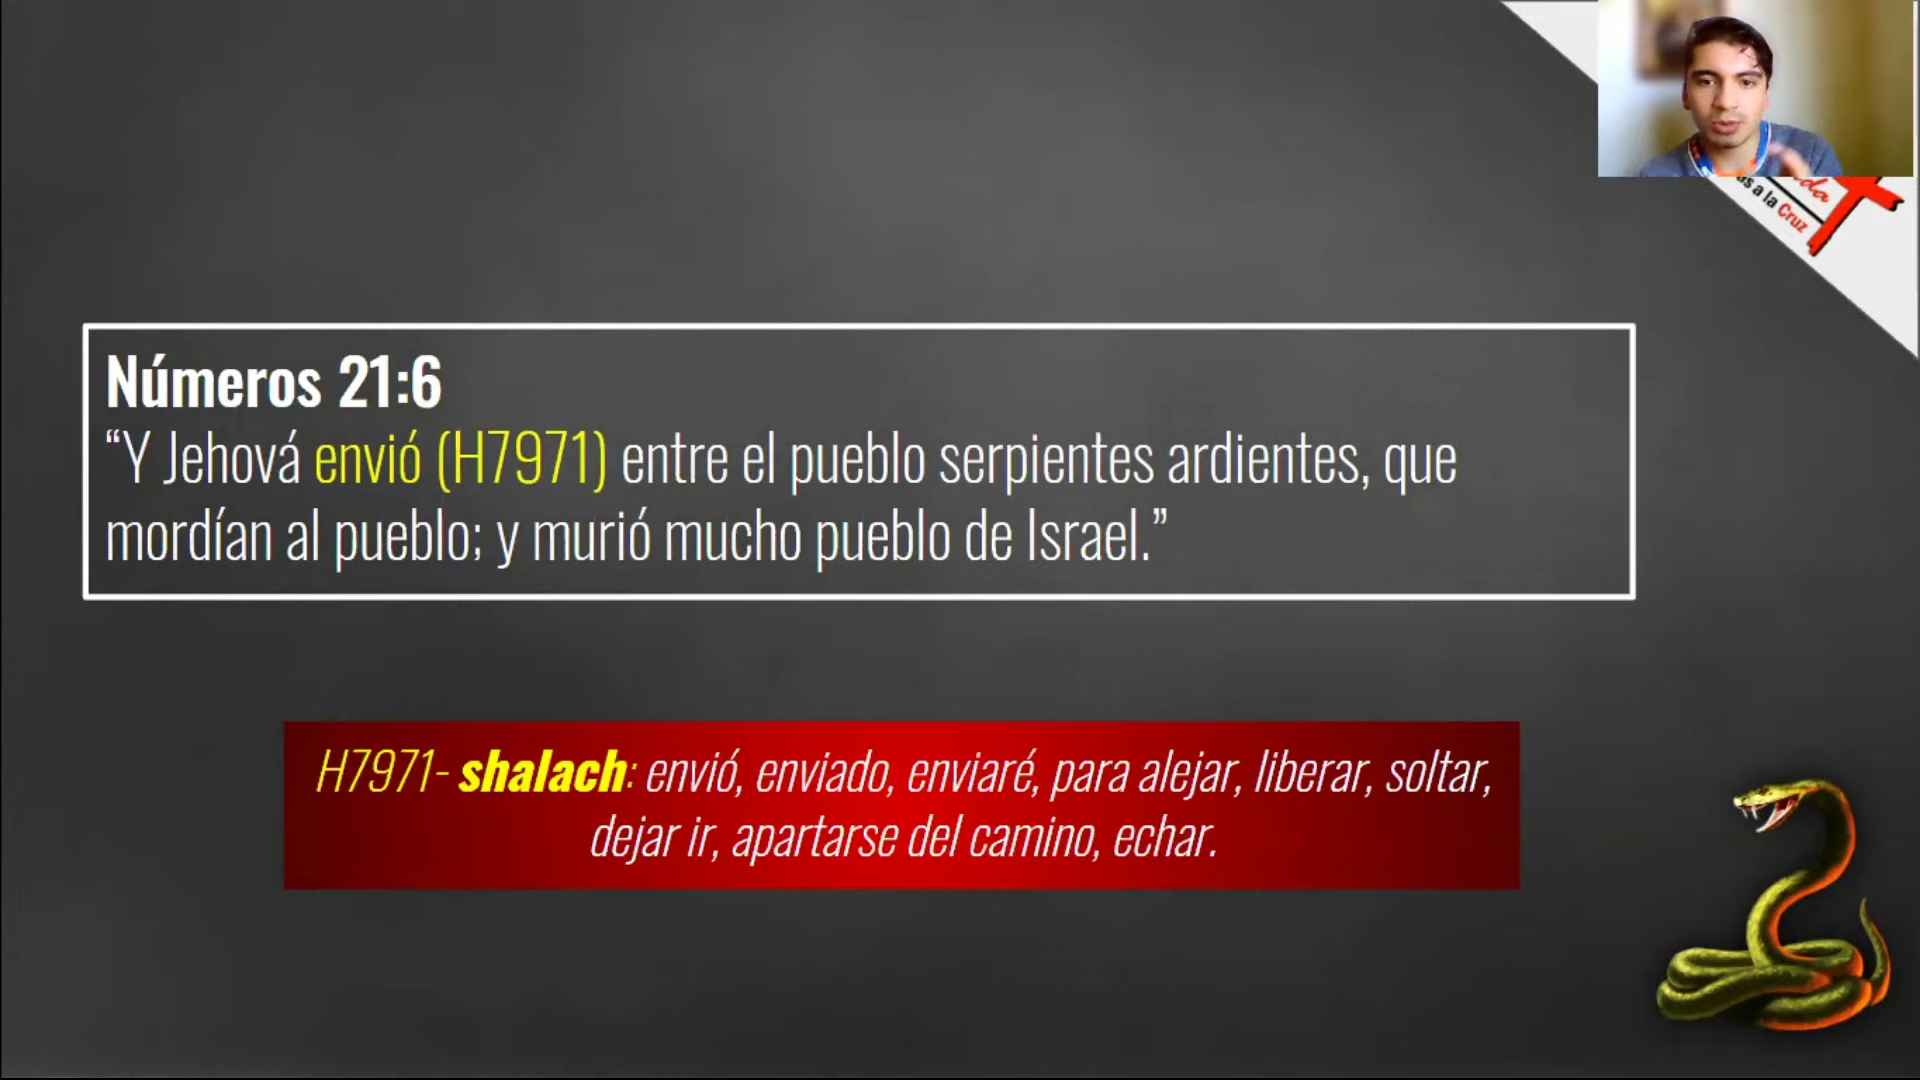 a la Cruz
Números 21:6
“Y Jehová envió (H7971) entre el pueblo serpientes ardientes, que
mordían al pueblo; y murió mucho pueblo de Israel.”
H7971- shalach: envió, enviado, enviaré, para alejar, liberar, soltar,
dejar ir, apartarse del camino, echar.